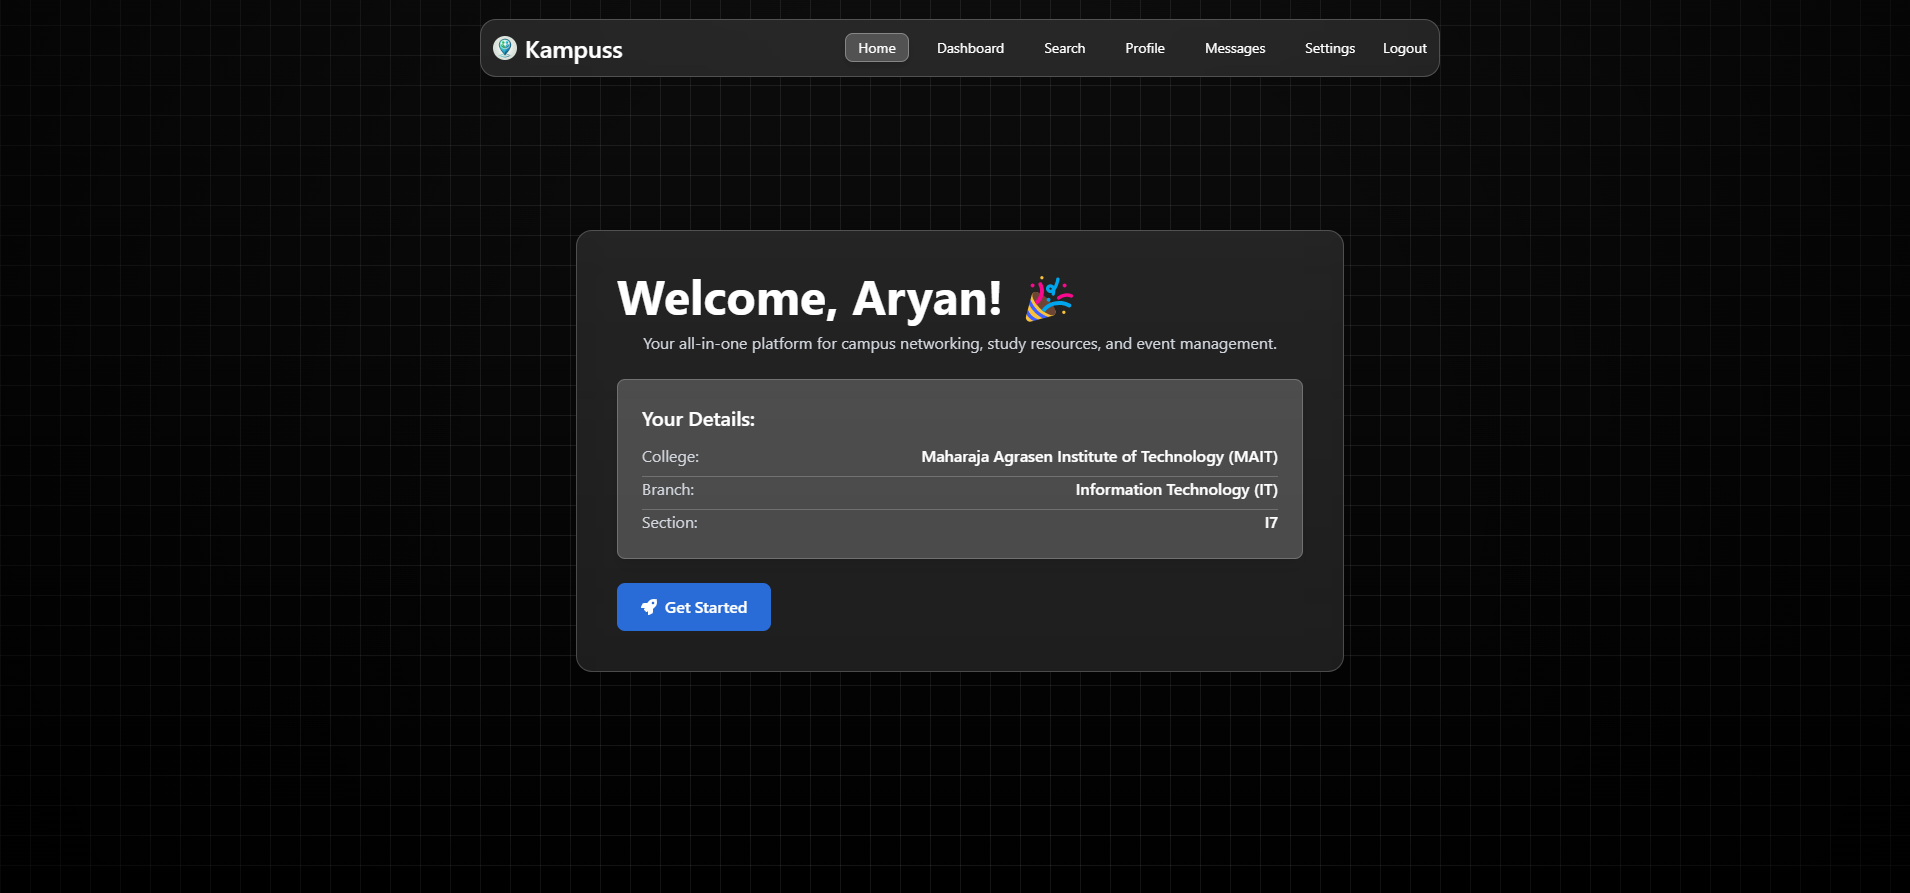 Kampuss
Home Dashboard Search Profile Messages Settings Logout
Welcome, Aryan! 🎉
Your all-in-one platform for campus networking, study resources, and event management.
Your Details:
College: Maharaja Agrasen Institute of Technology (MAIT)
Branch: Information Technology (IT)
Section: I7
Get Started